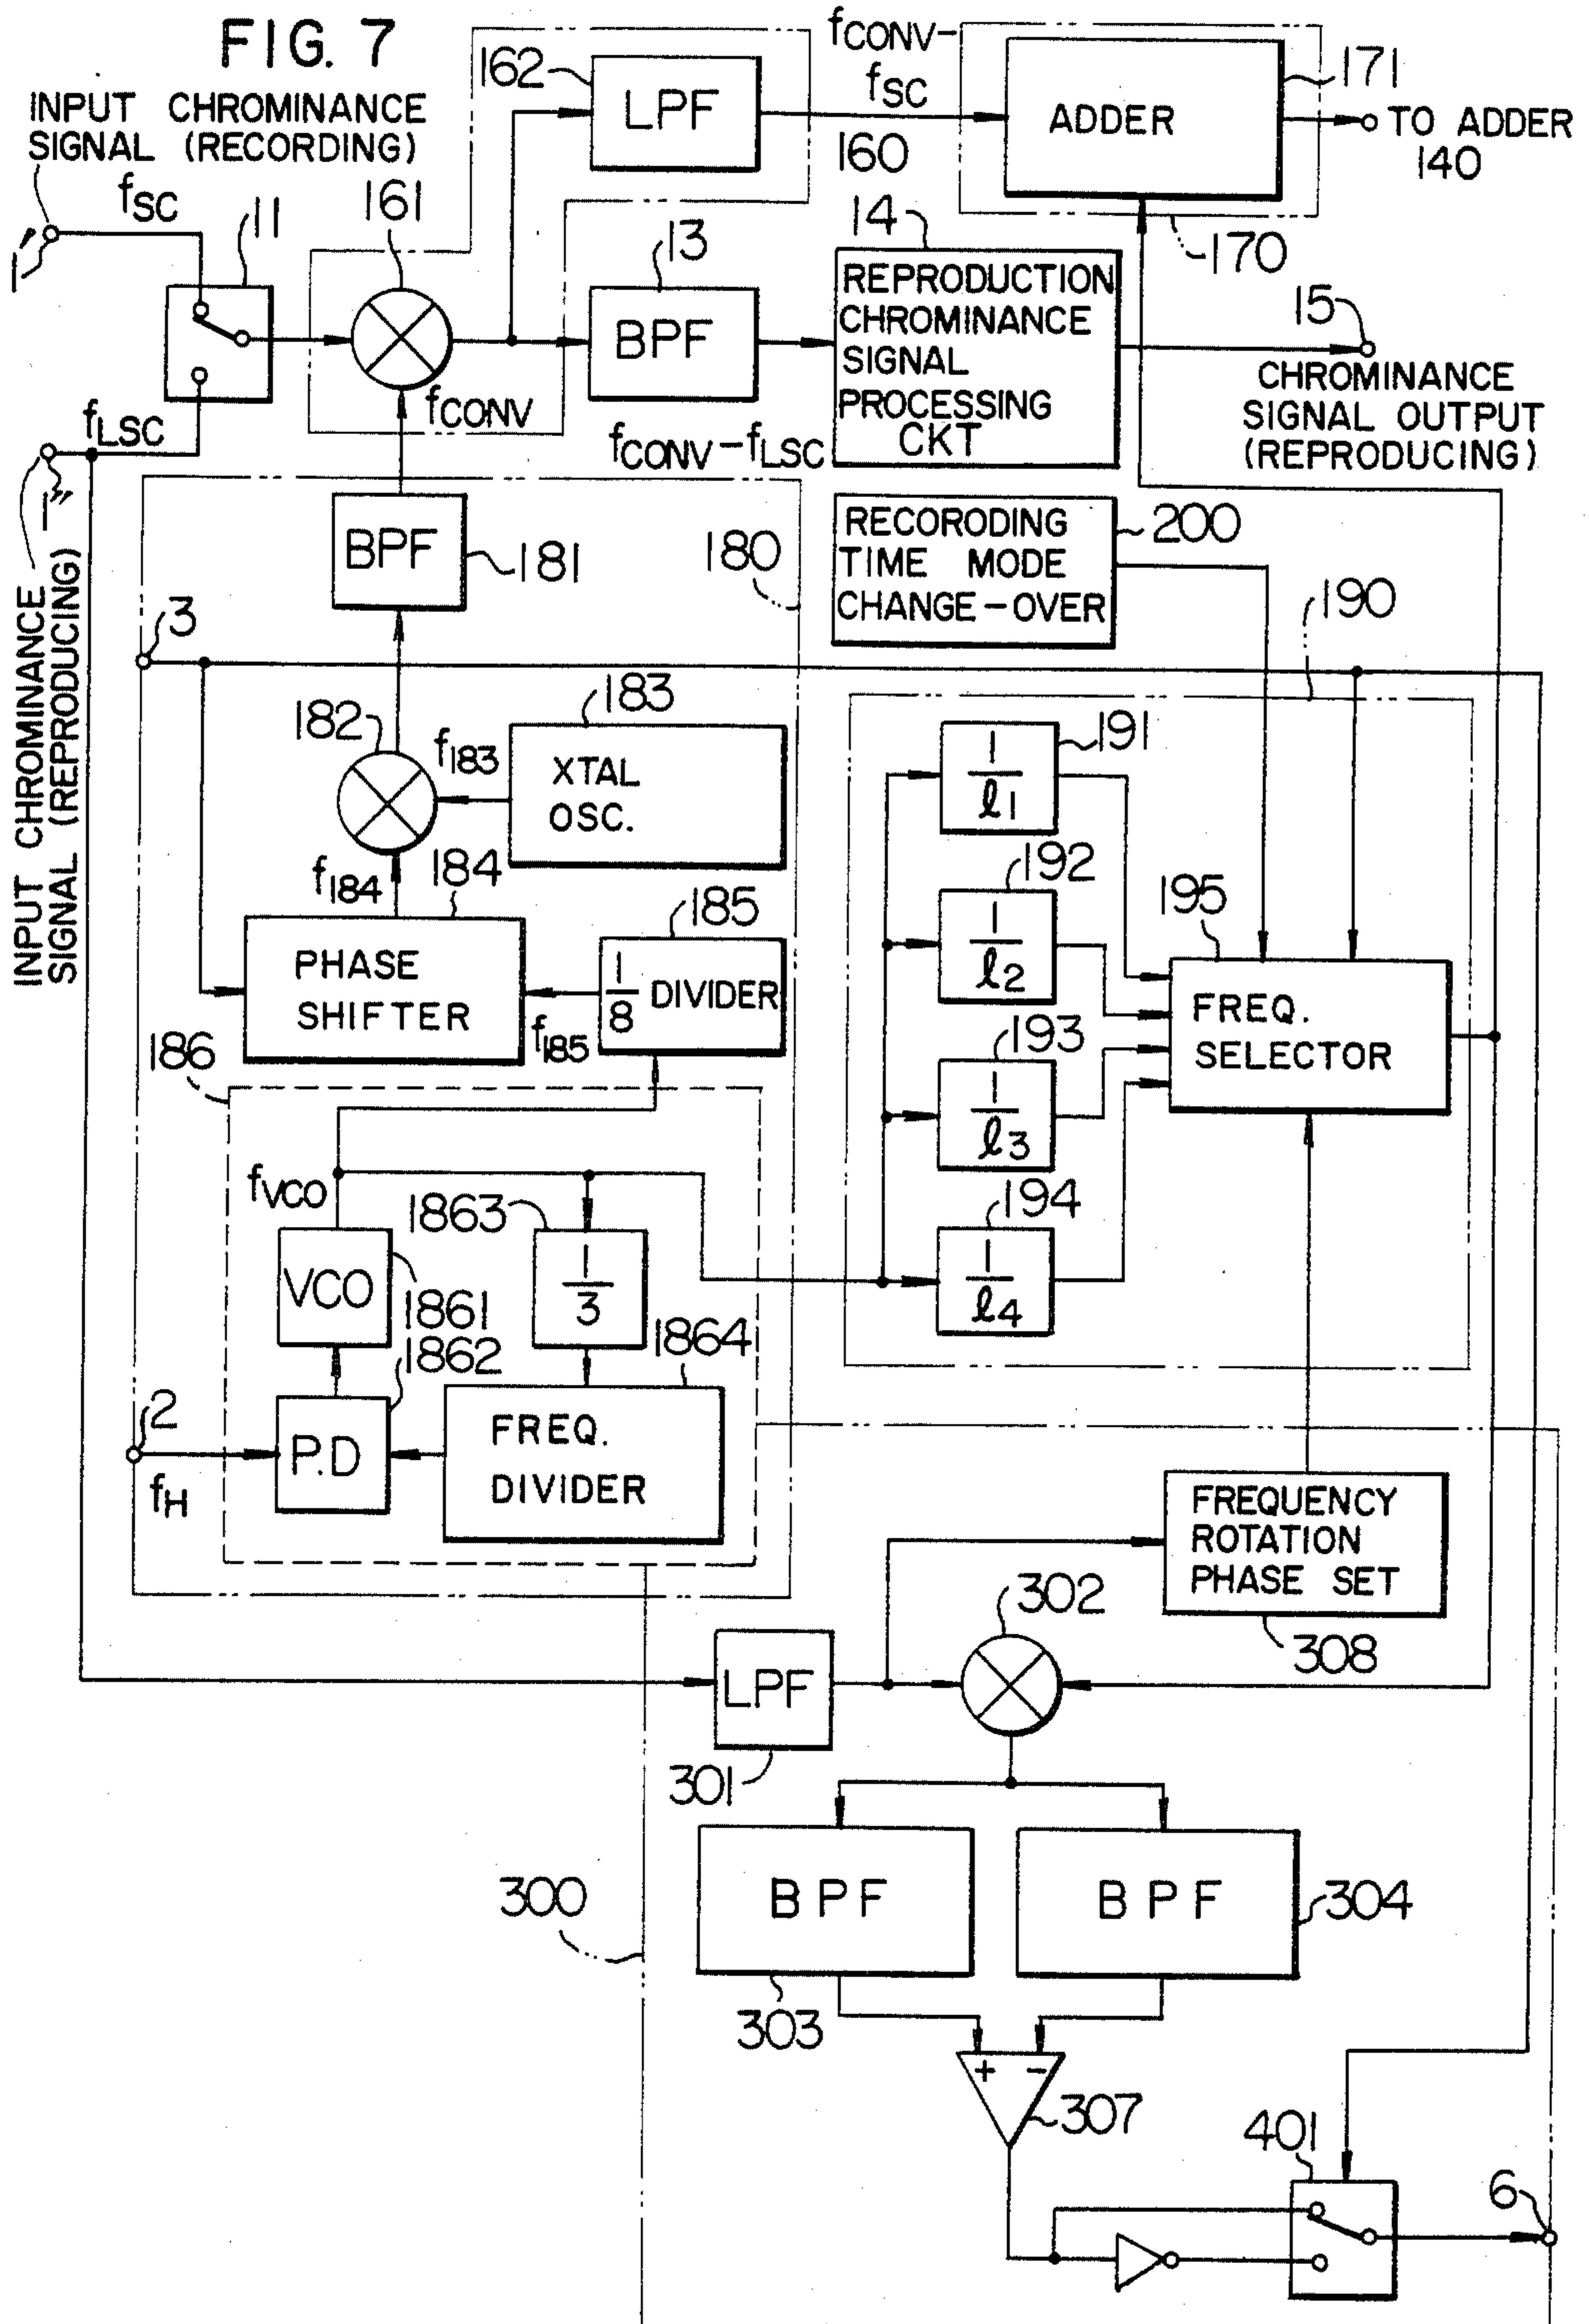 FIG. 7
INPUT CHROMINANCE
SIGNAL (RECORDING)
fSC
1'
11
161
162
LPF
fCONV-
fSC
160
ADDER
171
TO ADDER
140
170
13
BPF
14
REPRODUCTION
CHROMINANCE
SIGNAL
PROCESSING
CKT
15
CHROMINANCE
SIGNAL OUTPUT
(REPRODUCING)
fCONV
fCONV-fLSC
fLSC
1"
INPUT CHROMINANCE
SIGNAL (REPRODUCING)
BPF
181
180
RECORODING
TIME MODE
CHANGE-OVER
200
190
3
182
f183
183
XTAL
OSC.
f184
184
PHASE
SHIFTER
185
1/8 DIVIDER
f185
186
191
1/ℓ1
192
1/ℓ2
193
1/ℓ3
194
1/ℓ4
195
FREQ.
SELECTOR
fVCO
VCO
1861
1863
1/3
1862
P.D
1864
FREQ.
DIVIDER
2
fH
FREQUENCY
ROTATION
PHASE SET
308
302
LPF
301
300
BPF
303
BPF
304
+ -
307
401
6